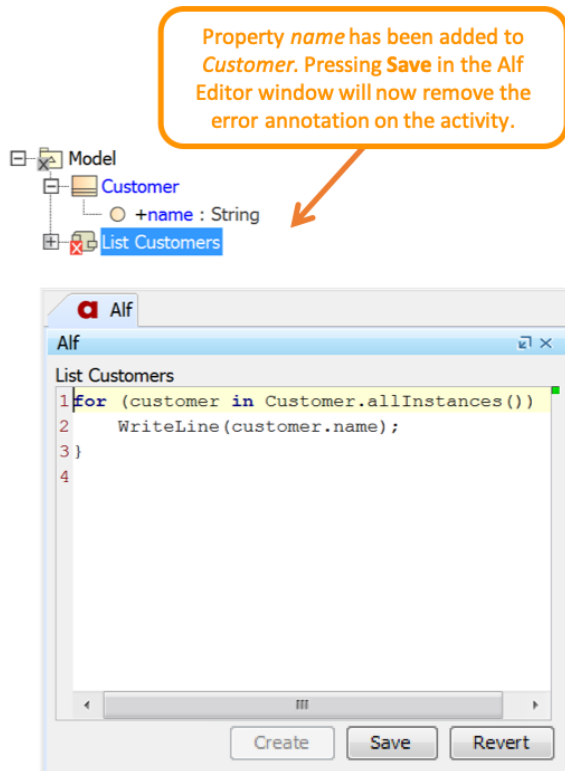 Property name has been added to
Customer. Pressing Save in the Alf
Editor window will now remove the
error annotation on the activity.
Model
Customer
+name : String
List Customers
a Alf
Alf
List Customers
1 for (customer in Customer.allInstances())
2 WriteLine(customer.name);
3 }
4
Create Save Revert